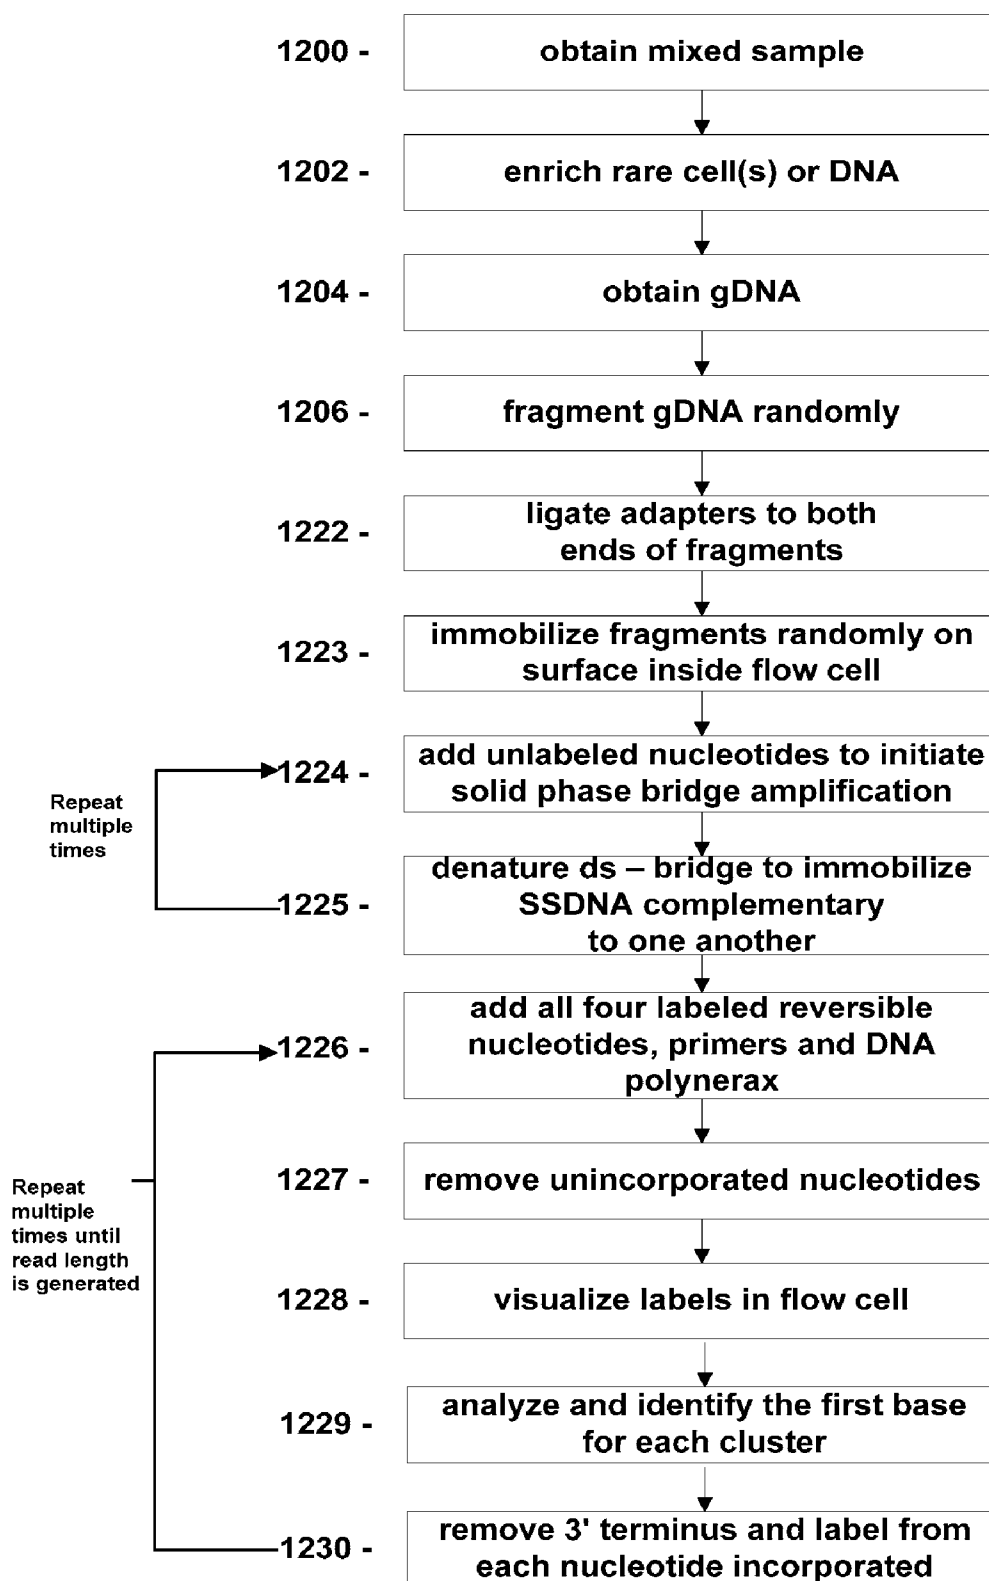 1200 - obtain mixed sample
1202 - enrich rare cell(s) or DNA
1204 - obtain gDNA
1206 - fragment gDNA randomly
1222 - ligate adapters to both
ends of fragments
1223 - immobilize fragments randomly on
surface inside flow cell
1224 - add unlabeled nucleotides to initiate
solid phase bridge amplification
Repeat
multiple
times
1225 - denature ds – bridge to immobilize
SSDNA complementary
to one another
1226 - add all four labeled reversible
nucleotides, primers and DNA
polynerax
1227 - remove unincorporated nucleotides
Repeat
multiple
times until
read length
is generated
1228 - visualize labels in flow cell
1229 - analyze and identify the first base
for each cluster
1230 - remove 3' terminus and label from
each nucleotide incorporated